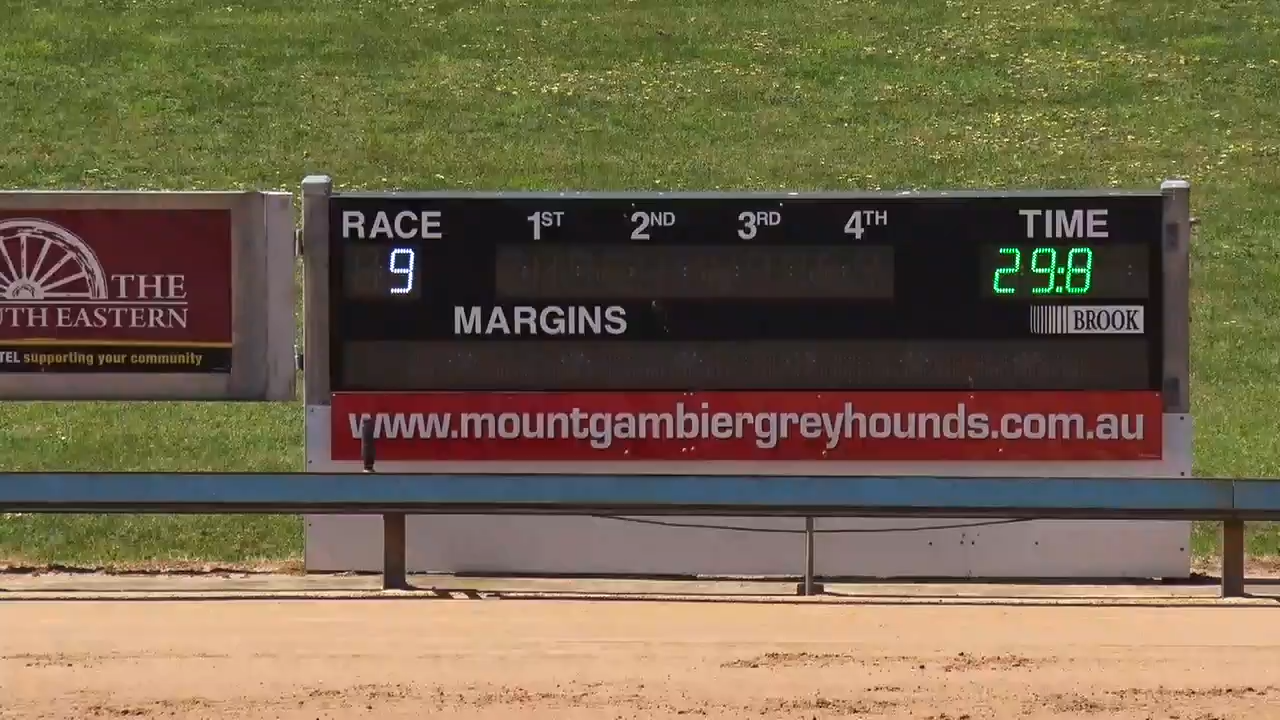 RACE 1ST 2ND 3RD 4TH TIME
9 29:8
MARGINS
BROOK
www.mountgambiergreyhounds.com.au
THE
UTH EASTERN
TEL supporting your community